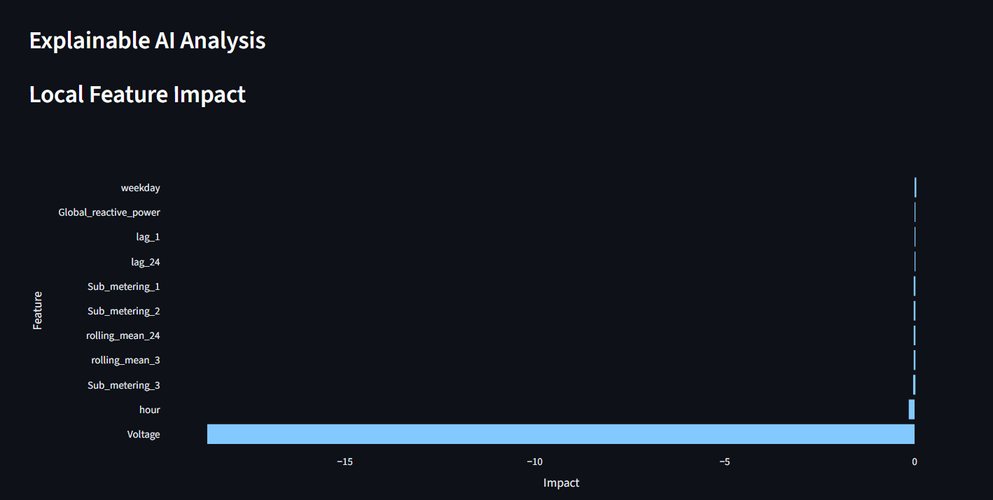 Explainable AI Analysis
Local Feature Impact
weekday
Global_reactive_power
lag_1
lag_24
Sub_metering_1
Sub_metering_2
rolling_mean_24
rolling_mean_3
Sub_metering_3
hour
Voltage
Feature
−15 −10 −5 0
Impact